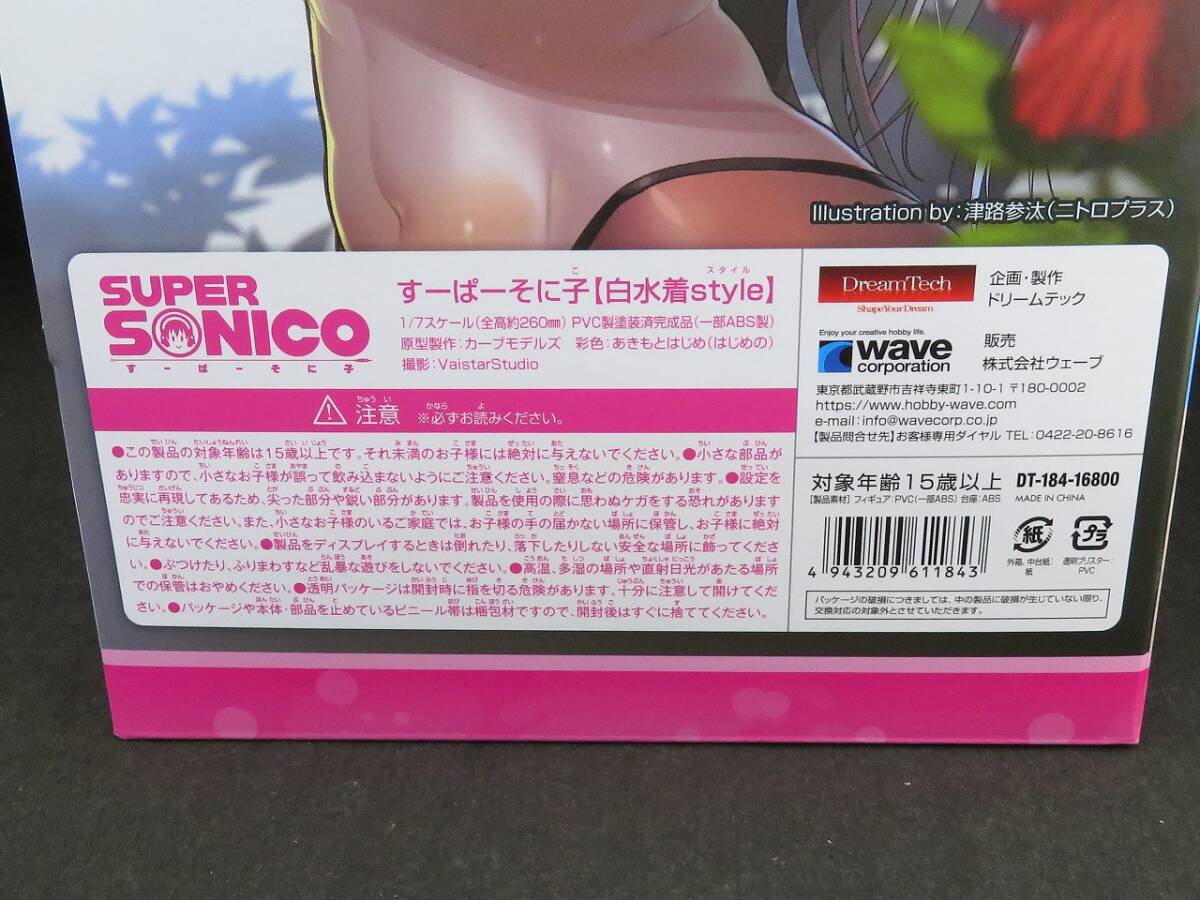 Illustration by：津路参汰（ニトロプラス）
SUPER
SONICO
すーぱーそに子
すーぱーそに子【白水着style】
1/7スケール（全高約260㎜） PVC製塗装済完成品（一部ABS製）
原型製作：カーブモデルズ　彩色：あきもとはじめ（はじめの）
撮影：VaistarStudio
注意 ※必ずお読みください。
●この製品の対象年齢は15歳以上です。それ未満のお子様には絶対に与えないでください。●小さな部品が
ありますので、小さなお子様が誤って飲み込まないようにご注意ください。窒息などの危険があります。●設定を
忠実に再現してあるため、尖った部分や鋭い部分があります。製品を使用の際に思わぬケガをする恐れがあります
のでご注意ください。また、小さなお子様のいるご家庭では、お子様の手の届かない場所に保管し、お子様に絶対
に与えないでください。●製品をディスプレイするときは倒れたり、落下したりしない安全な場所に飾ってくださ
い。●ぶつけたり、ふりまわすなど乱暴な遊びをしないでください。●高温、多湿の場所や直射日光があたる場所
での保管はおやめください。●透明パッケージは開封時に指を切る危険があります。十分に注意して開けてくだ
さい。●パッケージや本体・部品を止めているビニール帯は梱包材ですので、開封後はすぐに捨ててください。
DreamTech
ShapeYourDream
企画・製作
ドリームテック
Enjoy your creative hobby life.
wave
corporation
販売
株式会社ウェーブ
東京都武蔵野市吉祥寺東町1-10-1 〒180-0002
https://www.hobby-wave.com
e-mail：info@wavecorp.co.jp
【製品問合せ先】お客様専用ダイヤル TEL：0422-20-8616
対象年齢15歳以上 DT-184-16800
【製品素材】フィギュア：PVC（一部ABS）台座：ABS MADE IN CHINA
4 943209 611843
紙
外箱、中台紙：
紙
プラ
透明ブリスター：
PVC
パッケージの破損につきましては、中の製品に破損が生じていない限り、
交換対応の対象外とさせていただきます。